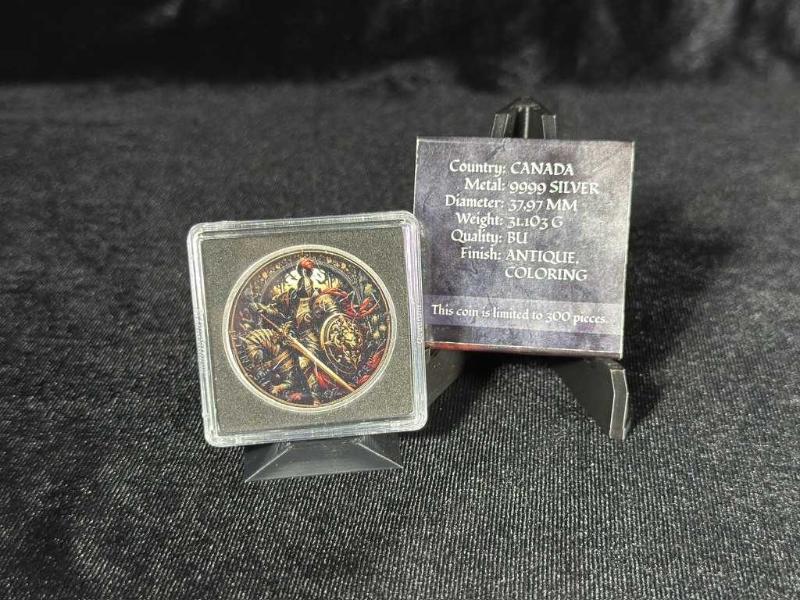 Country: CANADA
Metal: 9999 SILVER
Diameter: 37,97 MM
Weight: 31.103 G
Quality: BU
Finish: ANTIQUE,
COLORING
This coin is limited to 300 pieces.